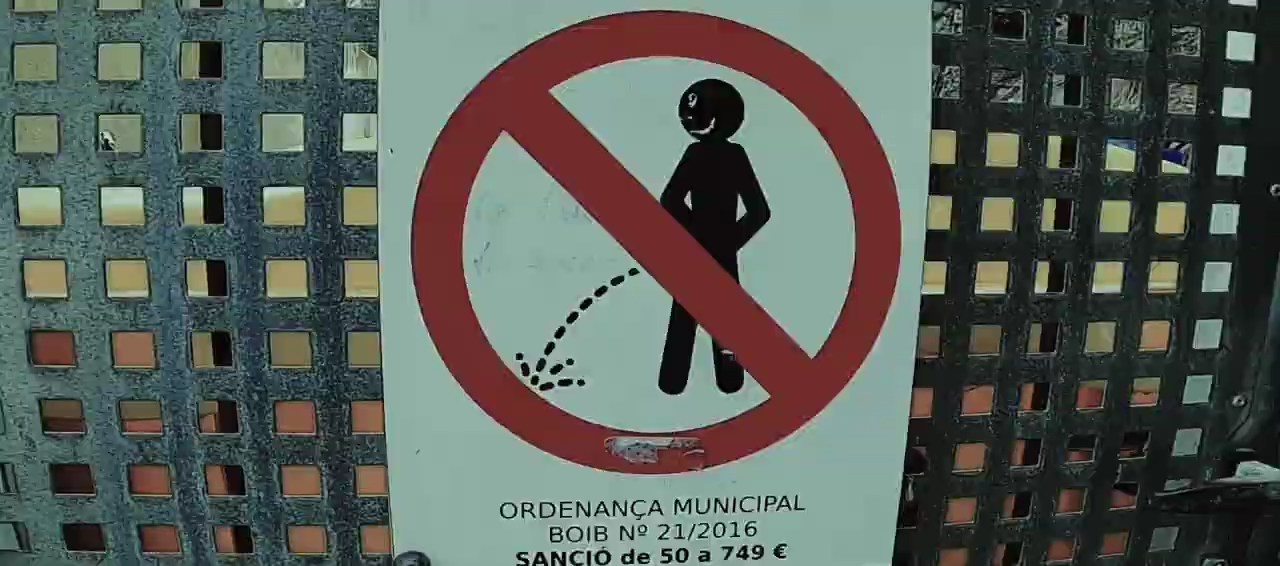 ORDENANÇA MUNICIPAL
BOIB Nº 21/2016
SANCIÓ de 50 a 749 €